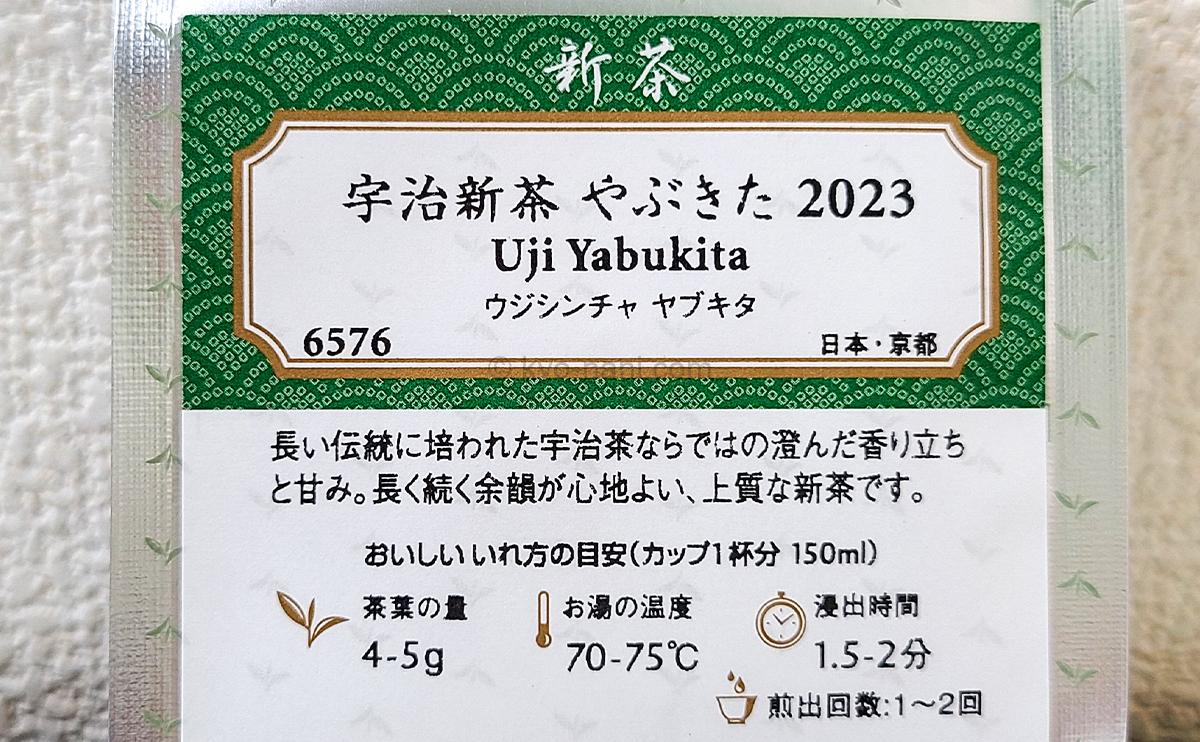 新茶
宇治新茶 やぶきた 2023
Uji Yabukita
ウジシンチャ ヤブキタ
6576 日本・京都
© kyo-nani.com
長い伝統に培われた宇治茶ならではの澄んだ香り立ち
と甘み。長く続く余韻が心地よい、上質な新茶です。
おいしいいれ方の目安(カップ1杯分 150ml)
茶葉の量 お湯の温度 浸出時間
4-5g 70-75℃ 1.5-2分
煎出回数:1〜2回